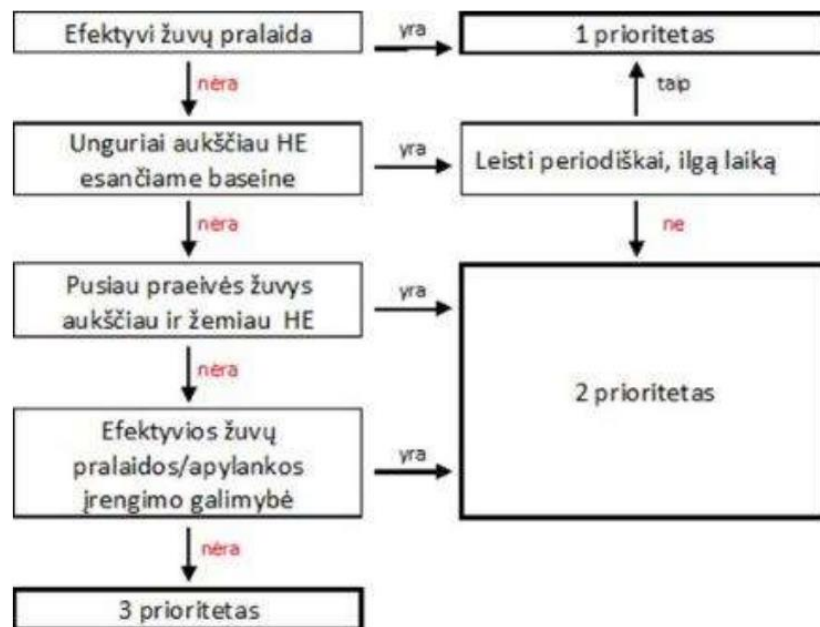 Efektyvi žuvų pralaida
yra
1 prioritetas
nėra
taip
Unguriai aukščiau HE
esančiame baseine
yra
Leisti periodiškai, ilgą laiką
nėra
ne
Pusiau praeivės žuvys
aukščiau ir žemiau HE
yra
2 prioritetas
nėra
Efektyvios žuvų
pralaidos/apylankos
įrengimo galimybė
yra
nėra
3 prioritetas